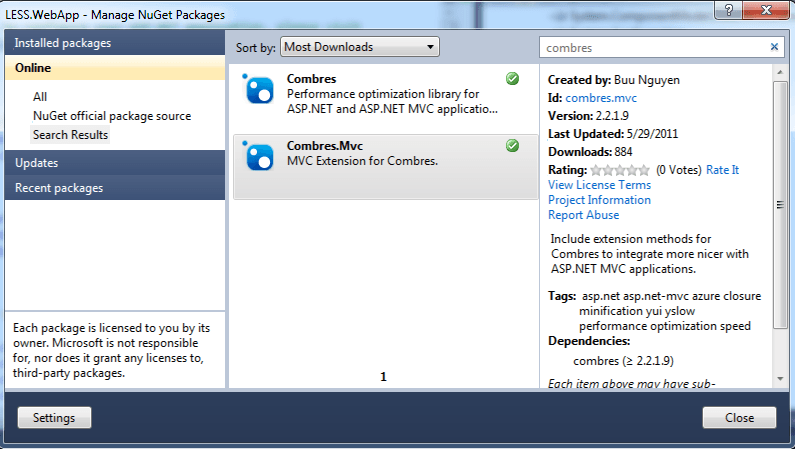 LESS.WebApp - Manage NuGet Packages
Installed packages
Online
All
NuGet official package source
Search Results
Updates
Recent packages
Each package is licensed to you by its
owner. Microsoft is not responsible
for, nor does it grant any licenses to,
third-party packages.
Sort by: Most Downloads
Combres
Performance optimization library for
ASP.NET and ASP.NET MVC applicatio...
Combres.Mvc
MVC Extension for Combres.
1
combres
Created by: Buu Nguyen
Id: combres.mvc
Version: 2.2.1.9
Last Updated: 5/29/2011
Downloads: 884
Rating: (0 Votes) Rate It
View License Terms
Project Information
Report Abuse
Include extension methods for
Combres to integrate more nicer with
ASP.NET MVC applications.
Tags: asp.net asp.net-mvc azure closure
minification yui yslow
performance optimization speed
Dependencies:
combres (≥ 2.2.1.9)
Each item above may have sub-
Settings
Close